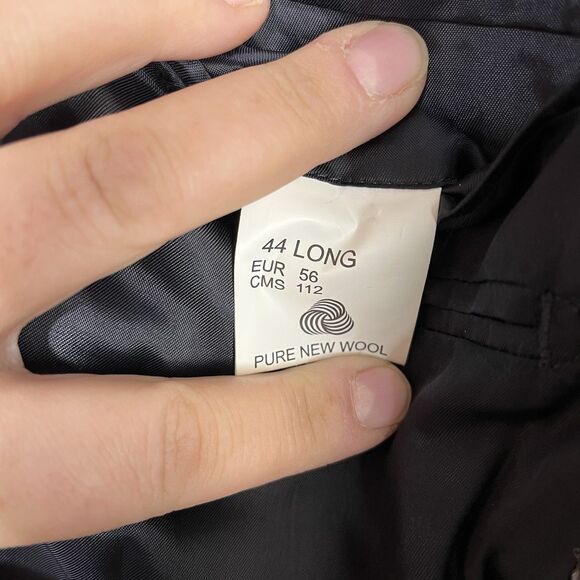 44 LONG
EUR 56
CMS 112
PURE NEW WOOL